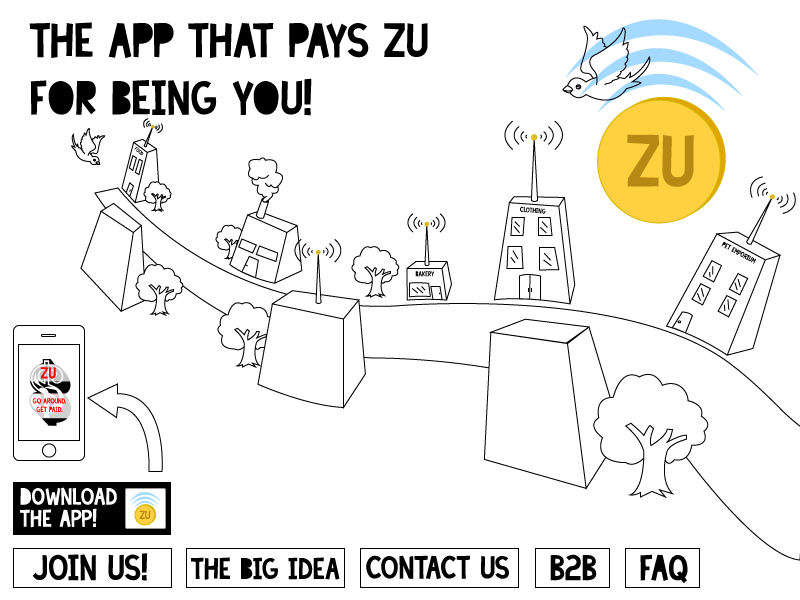 THE APP THAT PAYS ZU
FOR BEING YOU!
ZU
FOOD
CLOTHING
PET EMPORIUM
BAKERY
ZU
GO AROUND.
GET PAID.
DOWNLOAD
THE APP!
ZU
JOIN US!
THE BIG IDEA
CONTACT US
B2B
FAQ